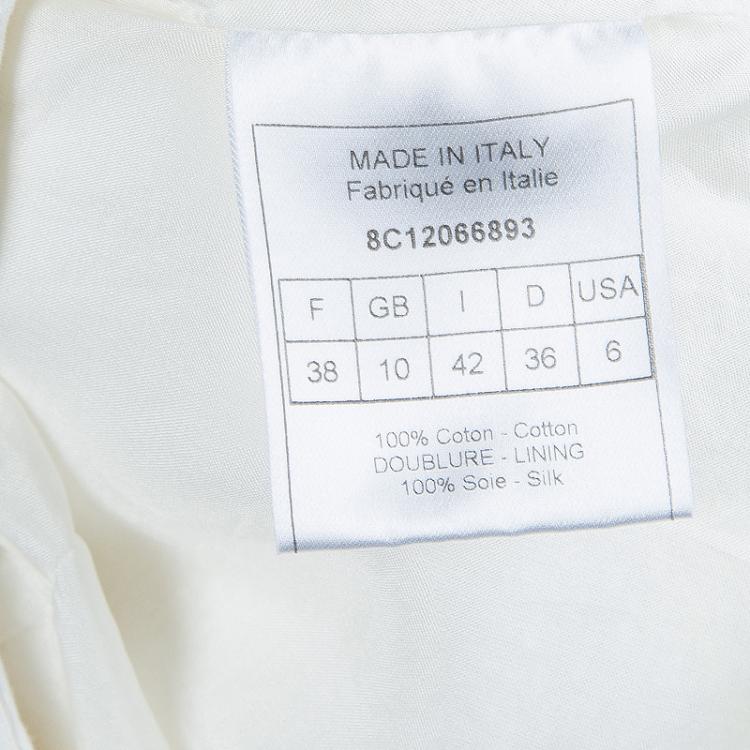 MADE IN ITALY
Fabriqué en Italie
8C12066893
F GB I D USA
38 10 42 36 6
100% Coton - Cotton
DOUBLURE - LINING
100% Soie - Silk